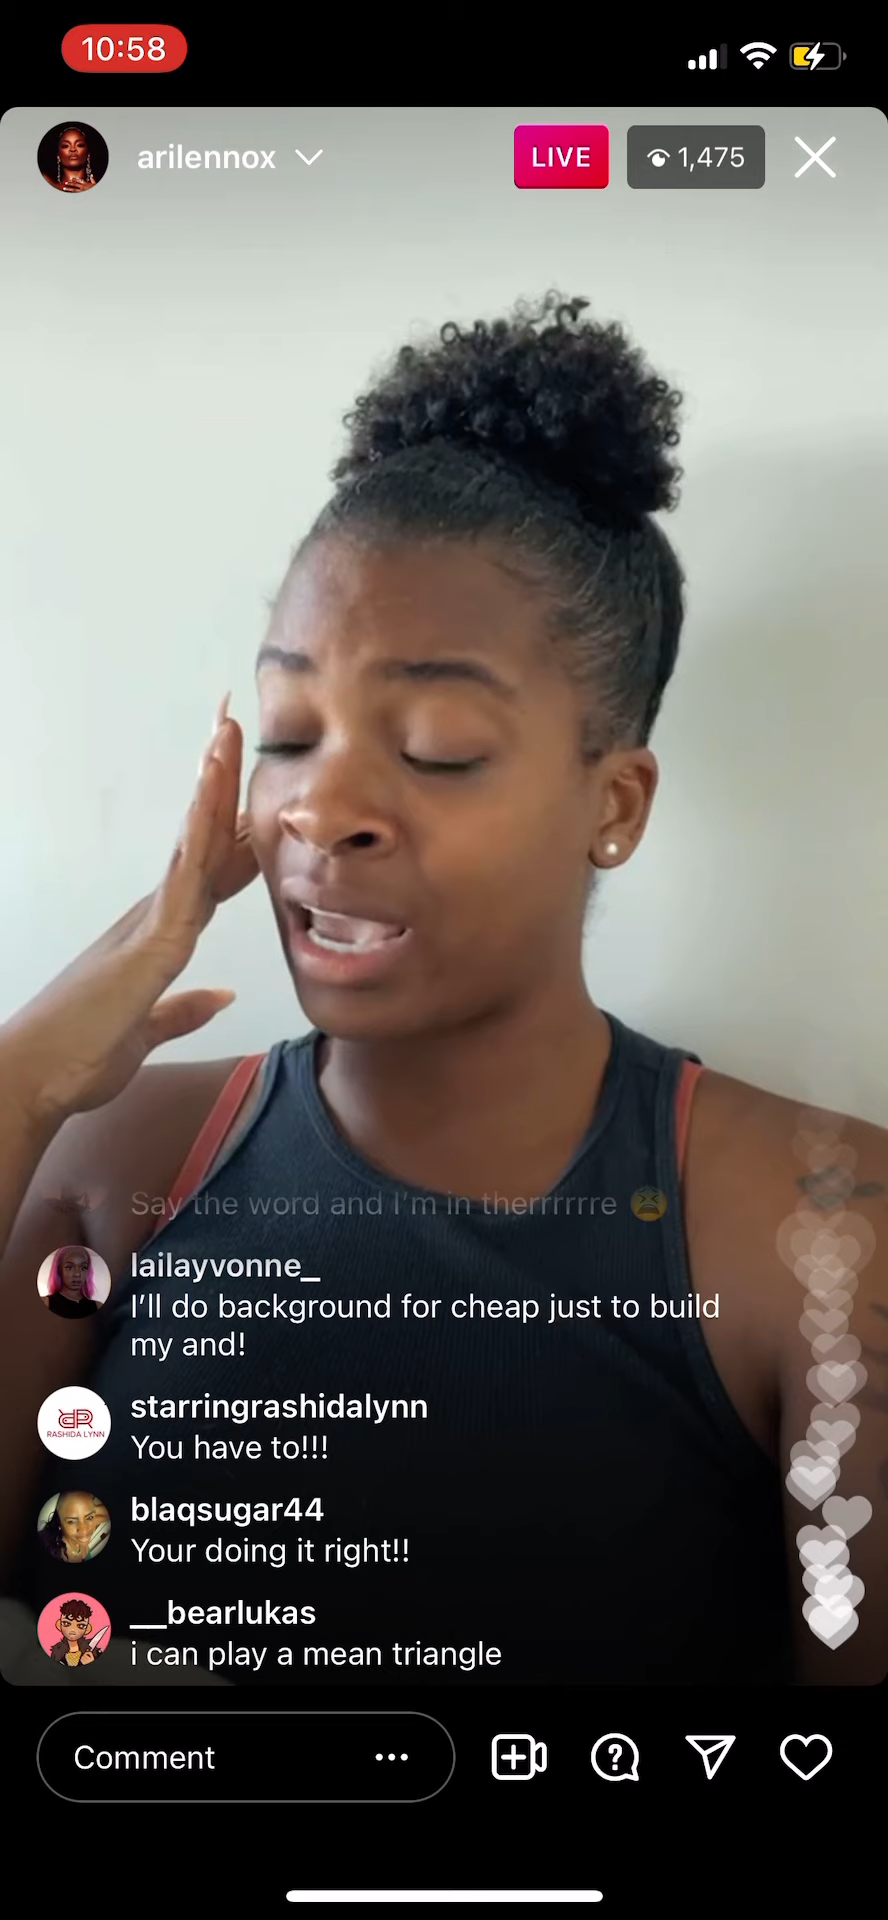 10:58
arilennox
LIVE
1,475
Say the word and I'm in therrrrrre 😫
lailayvonne_
I'll do background for cheap just to build
my and!
starringrashidalynn
RASHIDA LYNN
You have to!!!
blaqsugar44
Your doing it right!!
__bearlukas
i can play a mean triangle
Comment